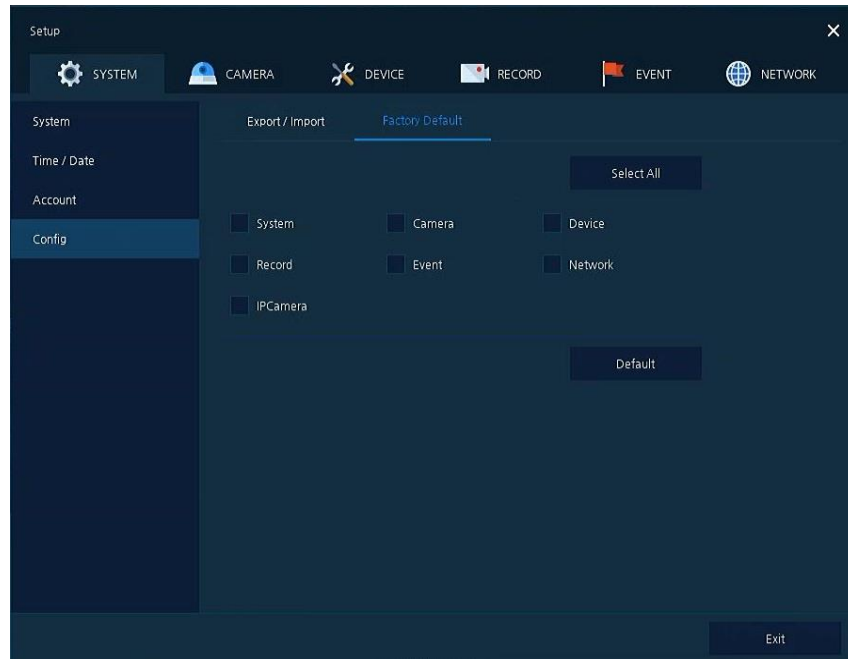 Setup
SYSTEM CAMERA DEVICE RECORD EVENT NETWORK
System
Time / Date
Account
Config
Export / Import Factory Default
Select All
System Camera Device
Record Event Network
IPCamera
Default
Exit